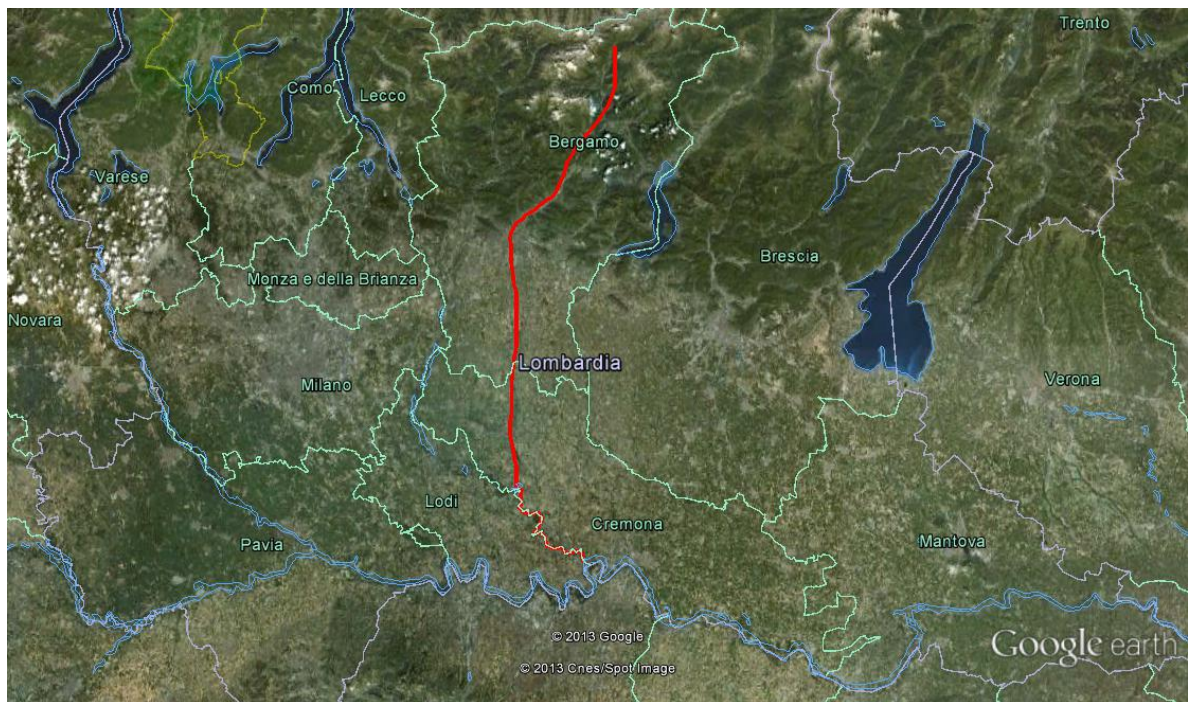 Trento
Como
Lecco
Bergamo
Varese
Brescia
Monza e della Brianza
Novara
Lombardia
Milano
Verona
Lodi
Cremona
Pavia
Mantova
© 2013 Google
Google earth
© 2013 Cnes/Spot Image